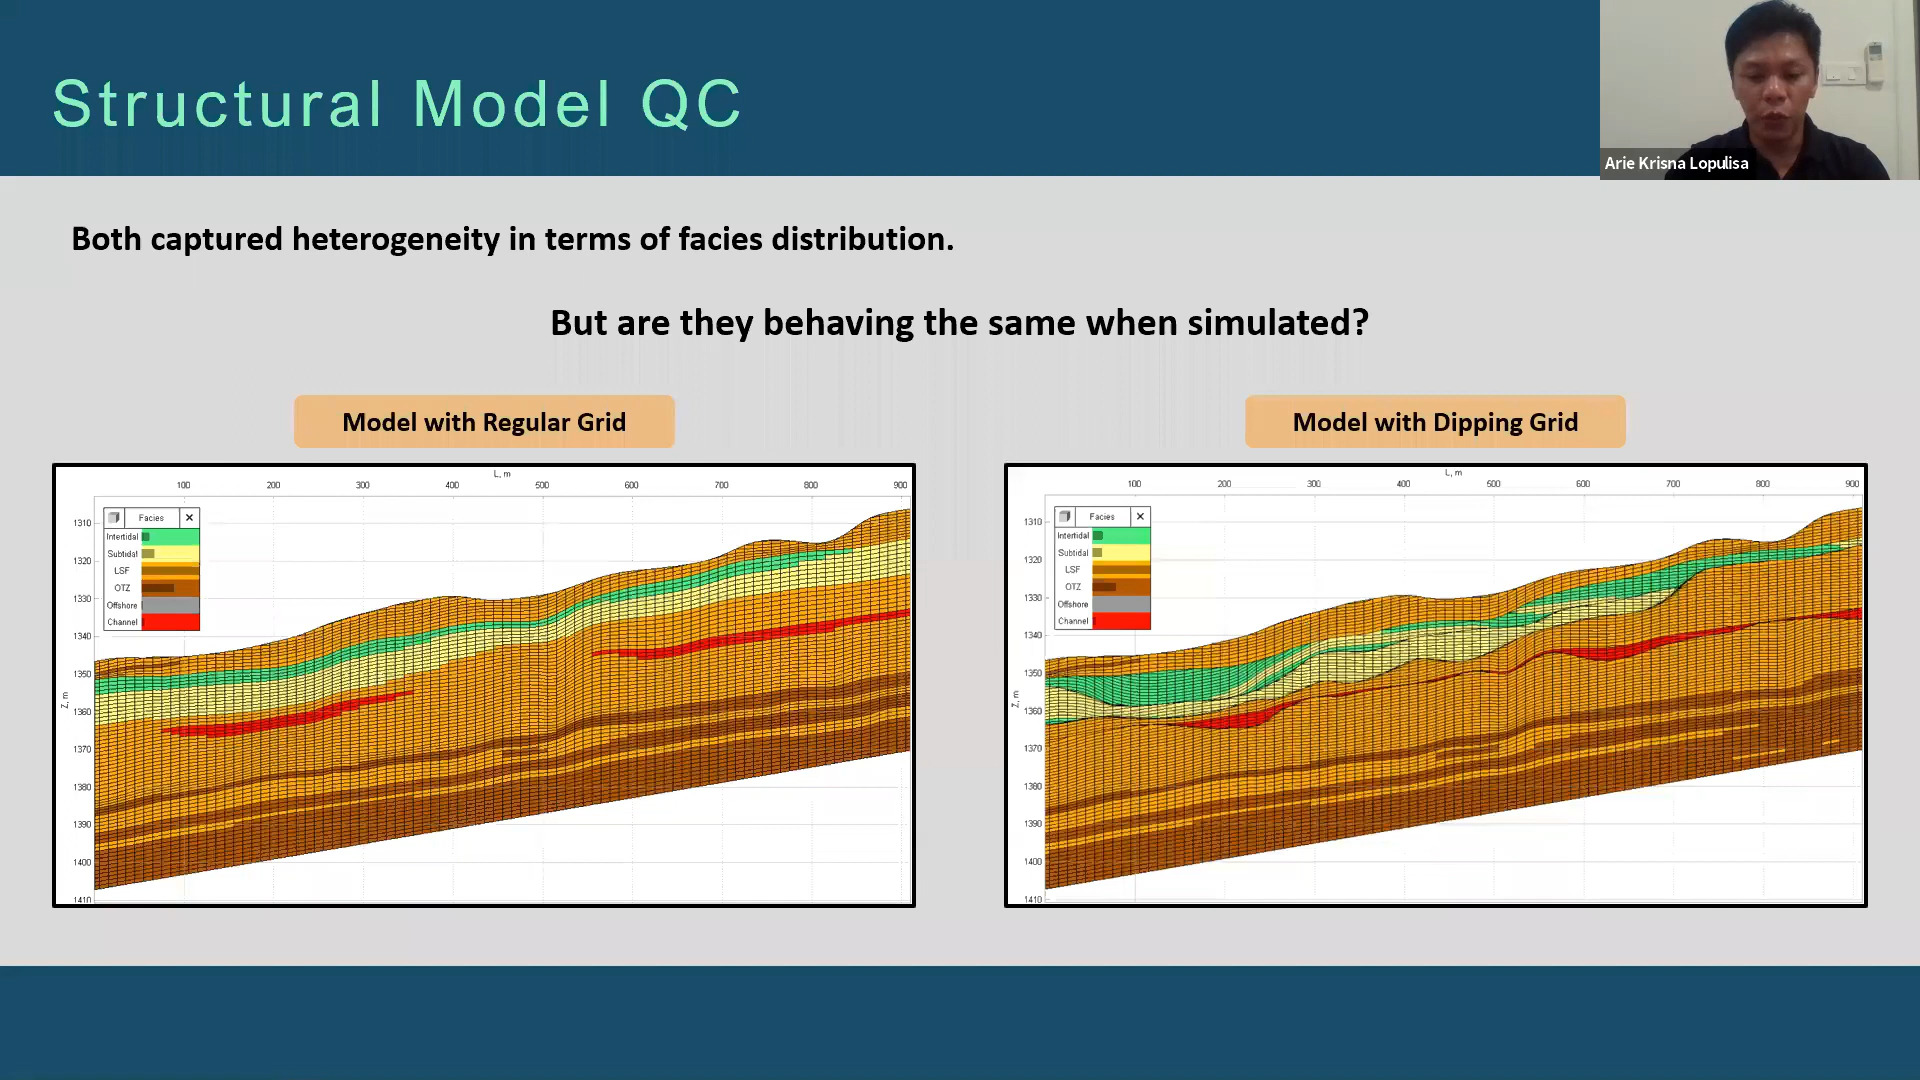 Structural Model QC
Arie Krisna Lopulisa
Both captured heterogeneity in terms of facies distribution.
But are they behaving the same when simulated?
Model with Regular Grid
Model with Dipping Grid
L, m
100 200 300 400 500 600 700 800 900
Facies
Intertidal
Subtidal
LSF
OTZ
Offshore
Channel
Z, m
1310
1320
1330
1340
1350
1360
1370
1380
1390
1400
1410
L, m
100 200 300 400 500 600 700 800 900
Facies
Intertidal
Subtidal
LSF
OTZ
Offshore
Channel
Z, m
1310
1320
1330
1340
1350
1360
1370
1380
1390
1400
1410